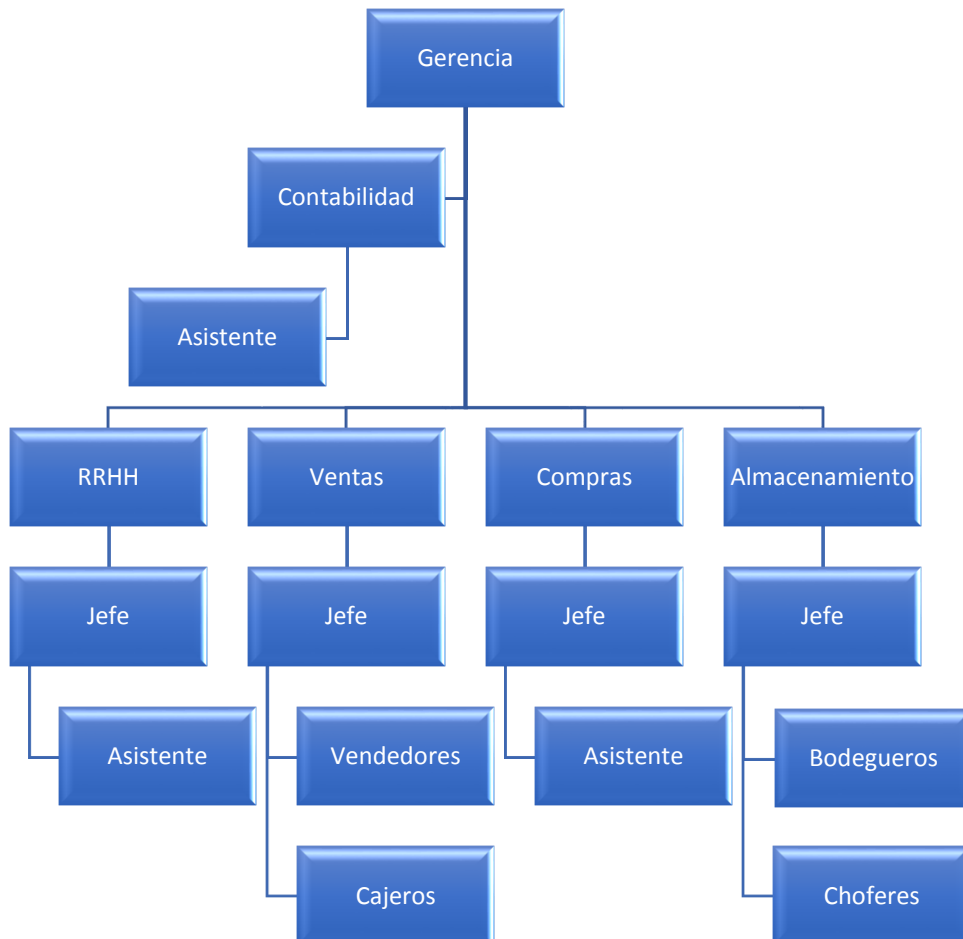 Gerencia
Contabilidad
Asistente
RRHH
Ventas
Compras
Almacenamiento
Jefe
Jefe
Jefe
Jefe
Asistente
Vendedores
Asistente
Bodegueros
Cajeros
Choferes